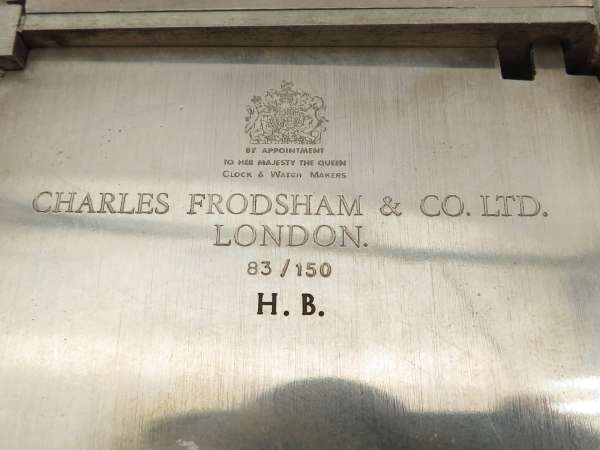 BY APPOINTMENT
TO HER MAJESTY THE QUEEN
CLOCK & WATCH MAKERS
CHARLES FRODSHAM & CO. LTD.
LONDON.
83/150
H. B.